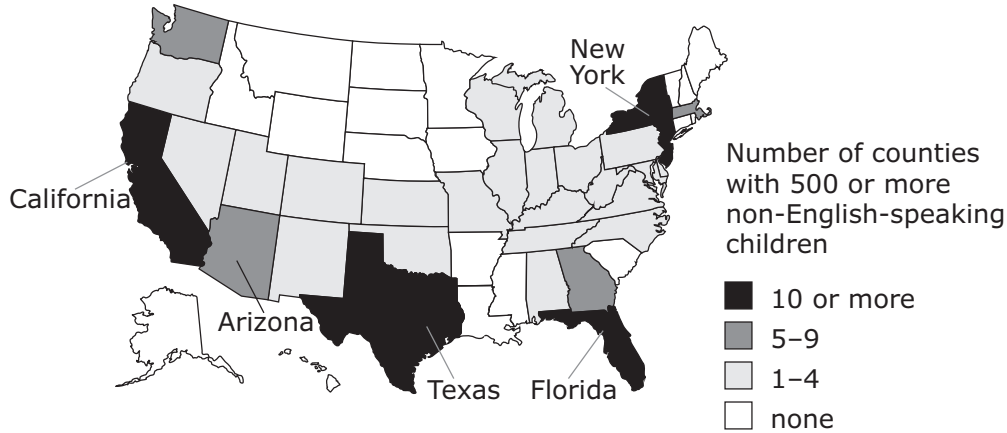 New
York
California
Arizona
Texas
Florida
Number of counties
with 500 or more
non-English-speaking
children
10 or more
5–9
1–4
none